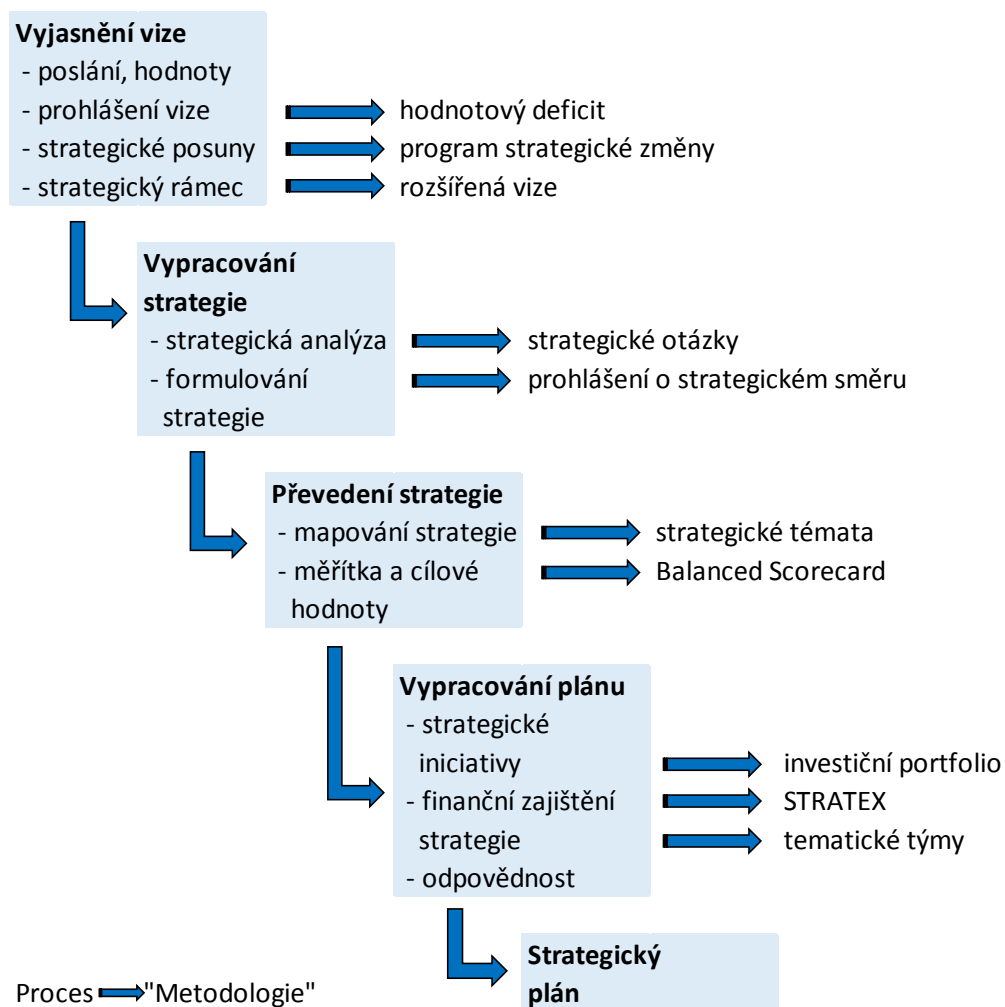 Vyjasnění vize
- poslání, hodnoty
- prohlášení vize hodnotový deficit
- strategické posuny program strategické změny
- strategický rámec rozšířená vize
Vypracování
strategie
- strategická analýza strategické otázky
- formulování prohlášení o strategickém směru
strategie
Převedení strategie
- mapování strategie strategické témata
- měřítka a cílové Balanced Scorecard
hodnoty
Vypracování plánu
- strategické
iniciativy investiční portfolio
- finanční zajištění STRATEX
strategie tematické týmy
- odpovědnost
Strategický
plán
Proces "Metodologie"